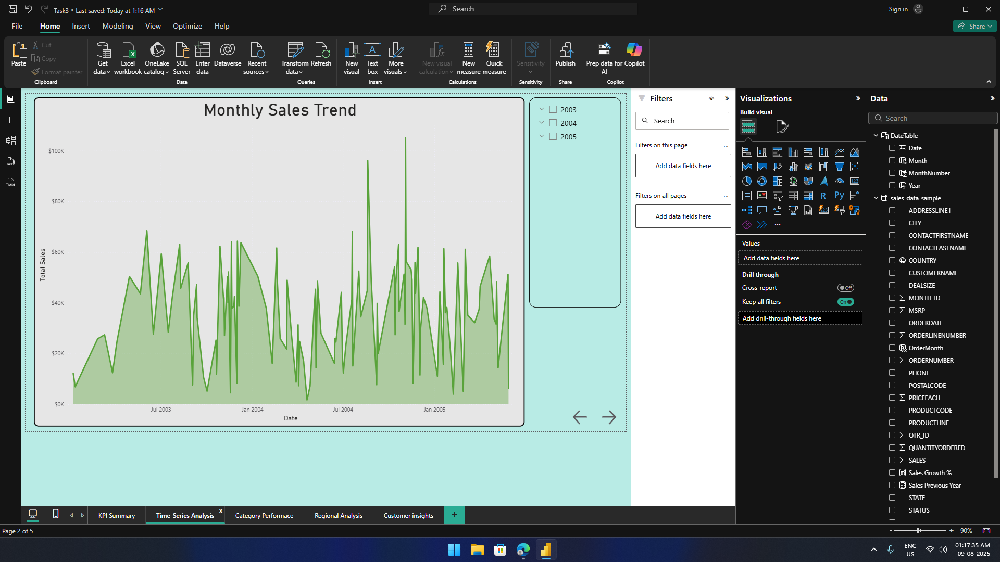 Task3 • Last saved: Today at 1:16 AM
Search
Sign in
File
Home
Insert
Modeling
View
Optimize
Help
Share
Paste
Cut
Copy
Format painter
Clipboard
Get data
Excel workbook
OneLake catalog
SQL Server
Enter data
Dataverse
Recent sources
Data
Transform data
Refresh
Queries
New visual
Text box
More visuals
Insert
New visual calculation
New measure
Quick measure
Calculations
Sensitivity
Sensitivity
Publish
Share
Prep data for AI
Copilot
Copilot
DAX
TMDL
Monthly Sales Trend
$100K
$80K
$60K
$40K
$20K
$0K
Total Sales
Jul 2003
Jan 2004
Jul 2004
Jan 2005
Date
2003
2004
2005
Filters
Search
Filters on this page
...
Add data fields here
Filters on all pages
...
Add data fields here
Visualizations
Build visual
123
R
Py
123
...
Values
Add data fields here
Drill through
Cross-report
Off
Keep all filters
On
Add drill-through fields here
Data
Search
DateTable
Date
Month
MonthNumber
Year
sales_data_sample
ADDRESSLINE1
CITY
CONTACTFIRSTNAME
CONTACTLASTNAME
COUNTRY
CUSTOMERNAME
DEALSIZE
MONTH_ID
MSRP
ORDERDATE
ORDERLINENUMBER
OrderMonth
ORDERNUMBER
PHONE
POSTALCODE
PRICEEACH
PRODUCTCODE
PRODUCTLINE
QTR_ID
QUANTITYORDERED
SALES
Sales Growth %
Sales Previous Year
STATE
STATUS
KPI Summary
Time-Series Analysis
x
Category Performace
Regional Analysis
Customer insights
+
Page 2 of 5
-
+
90%
ENG
US
01:17:35 AM
09-08-2025